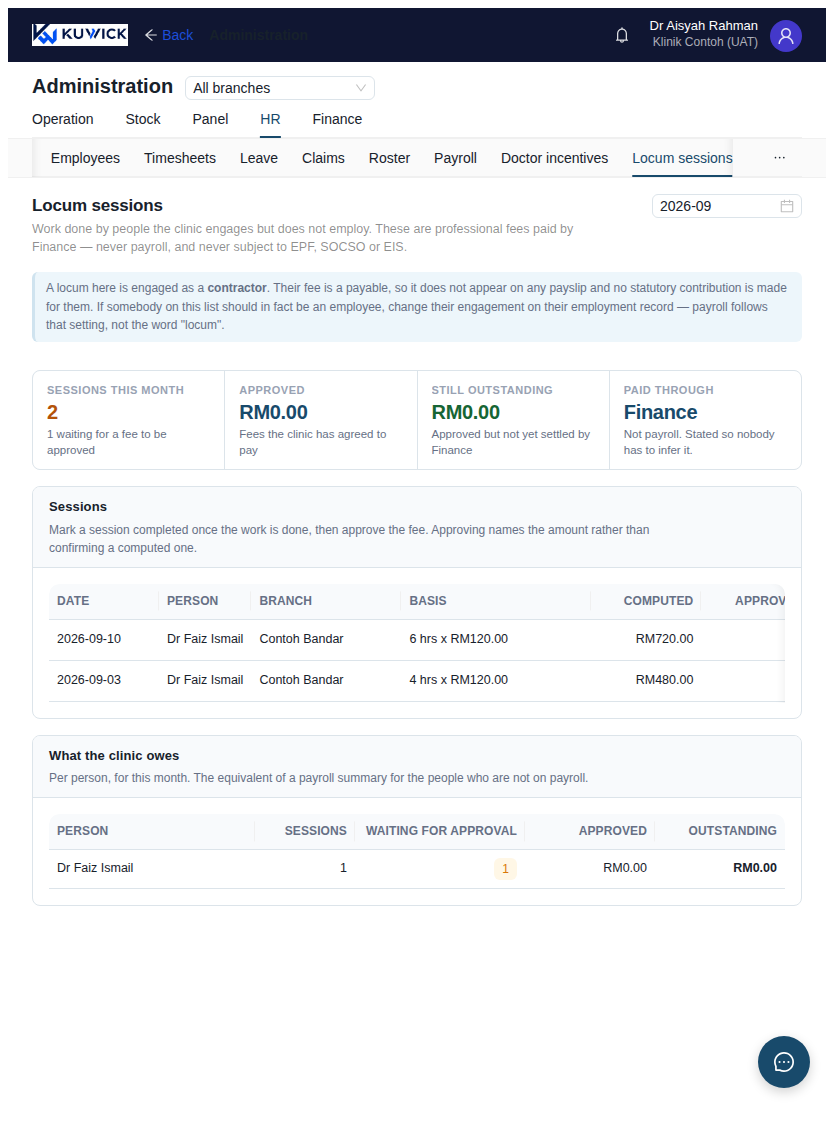 KUWICK
Back
Administration
Dr Aisyah Rahman
Klinik Contoh (UAT)
Administration
All branches
Operation Stock Panel HR Finance
Employees Timesheets Leave Claims Roster Payroll Doctor incentives Locum sessions ···
Locum sessions
2026-09
Work done by people the clinic engages but does not employ. These are professional fees paid by
Finance — never payroll, and never subject to EPF, SOCSO or EIS.
A locum here is engaged as a contractor. Their fee is a payable, so it does not appear on any payslip and no statutory contribution is made
for them. If somebody on this list should in fact be an employee, change their engagement on their employment record — payroll follows
that setting, not the word "locum".
SESSIONS THIS MONTH
2
1 waiting for a fee to be
approved
APPROVED
RM0.00
Fees the clinic has agreed to
pay
STILL OUTSTANDING
RM0.00
Approved but not yet settled by
Finance
PAID THROUGH
Finance
Not payroll. Stated so nobody
has to infer it.
Sessions
Mark a session completed once the work is done, then approve the fee. Approving names the amount rather than
confirming a computed one.
DATE PERSON BRANCH BASIS COMPUTED APPROV
2026-09-10 Dr Faiz Ismail Contoh Bandar 6 hrs x RM120.00 RM720.00
2026-09-03 Dr Faiz Ismail Contoh Bandar 4 hrs x RM120.00 RM480.00
What the clinic owes
Per person, for this month. The equivalent of a payroll summary for the people who are not on payroll.
PERSON SESSIONS WAITING FOR APPROVAL APPROVED OUTSTANDING
Dr Faiz Ismail 1 1 RM0.00 RM0.00